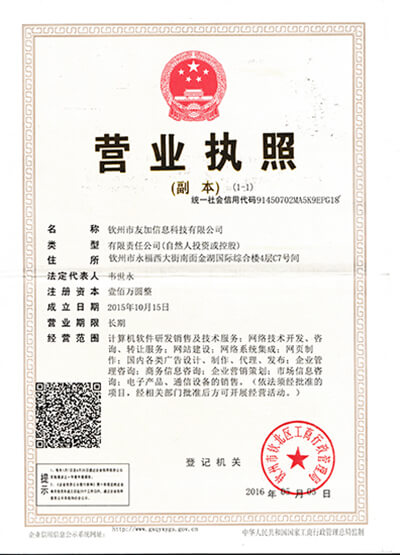 营业执照
(副 本) (1-1)
统一社会信用代码91450702MA5K9EPG18
名 称 钦州市友加信息科技有限公司
类 型 有限责任公司(自然人投资或控股)
住 所 钦州市永福西大街南面金湖国际综合楼4层C7号间
法定代表人 韦世永
注册资本 壹佰万圆整
成立日期 2015年10月15日
营业期限 长期
经营范围 计算机软件研发销售及技术服务；网络技术开发、咨
询、转让服务；网站建设；网络系统集成；网页制
作；国内各类广告设计、制作、代理、发布；企业管
理咨询；商务信息咨询；企业营销策划；市场信息咨
询；电子产品、通信设备的销售。（依法须经批准的
项目，经相关部门批准后方可开展经营活动。）
提示
登记机关
钦州市钦北区工商行政管理局
2016 年 05 月 05 日
企业信用信息公示系统网址：
中华人民共和国国家工商行政管理总局监制